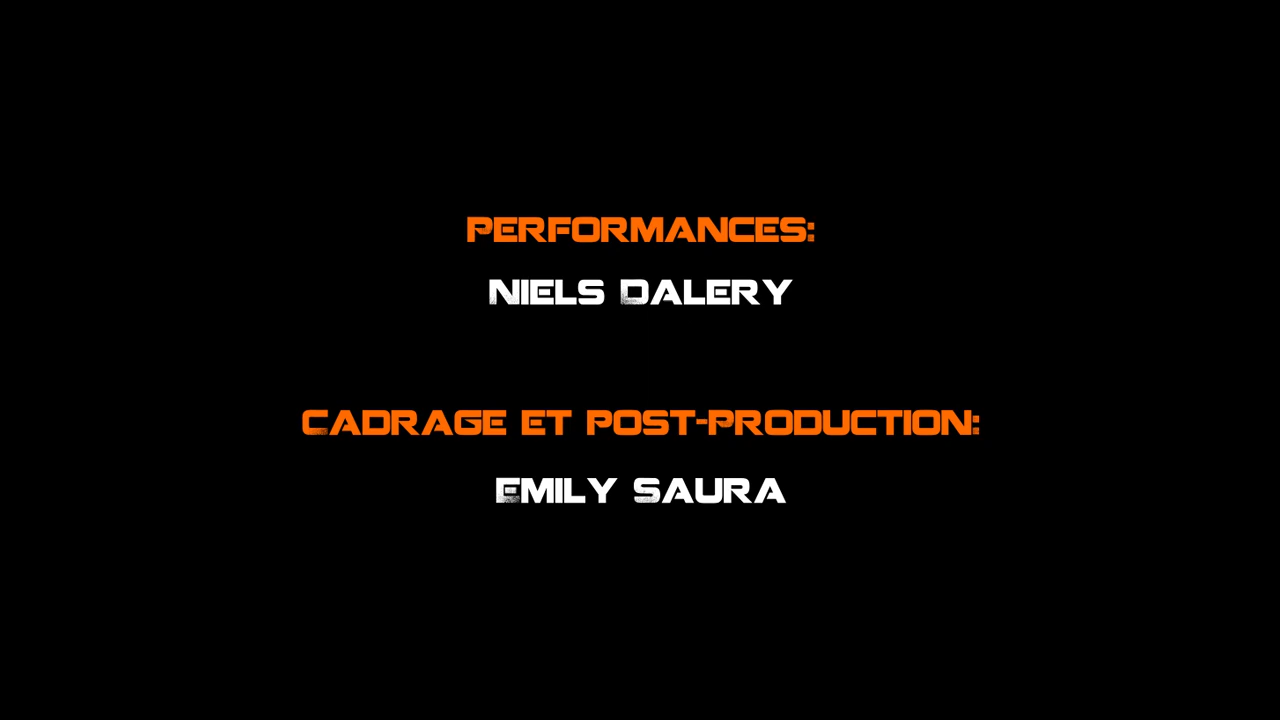 PERFORMANCES:
NIELS DALERY
CADRAGE ET POST-PRODUCTION:
EMILY SAURA